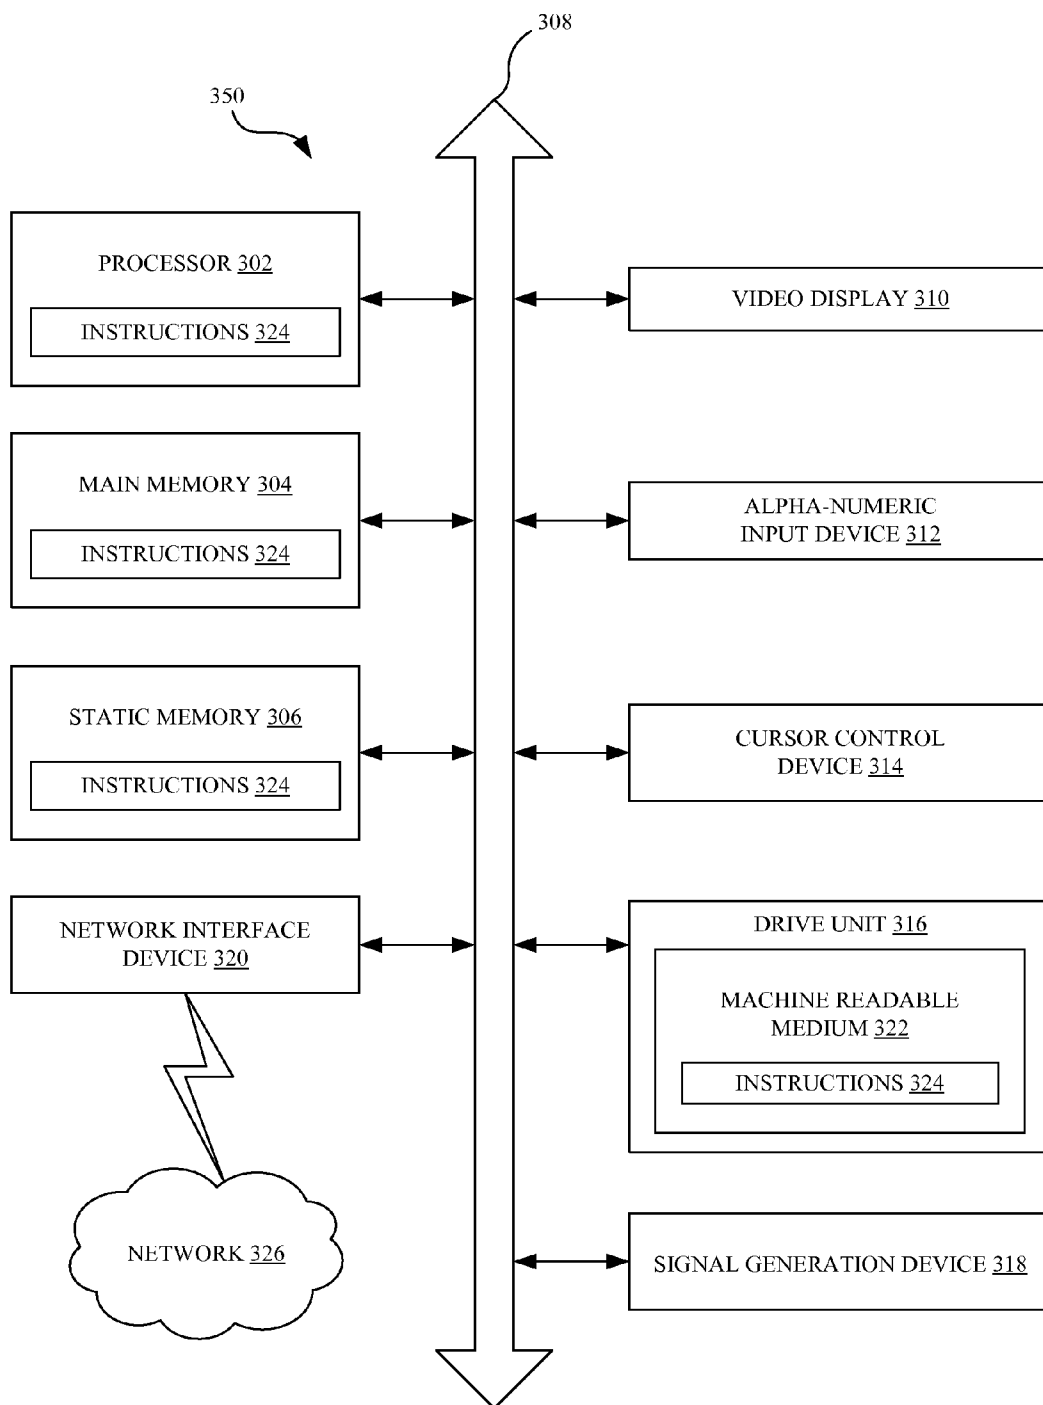 308
350
PROCESSOR 302
INSTRUCTIONS 324
MAIN MEMORY 304
INSTRUCTIONS 324
STATIC MEMORY 306
INSTRUCTIONS 324
NETWORK INTERFACE
DEVICE 320
NETWORK 326
VIDEO DISPLAY 310
ALPHA-NUMERIC
INPUT DEVICE 312
CURSOR CONTROL
DEVICE 314
DRIVE UNIT 316
MACHINE READABLE
MEDIUM 322
INSTRUCTIONS 324
SIGNAL GENERATION DEVICE 318